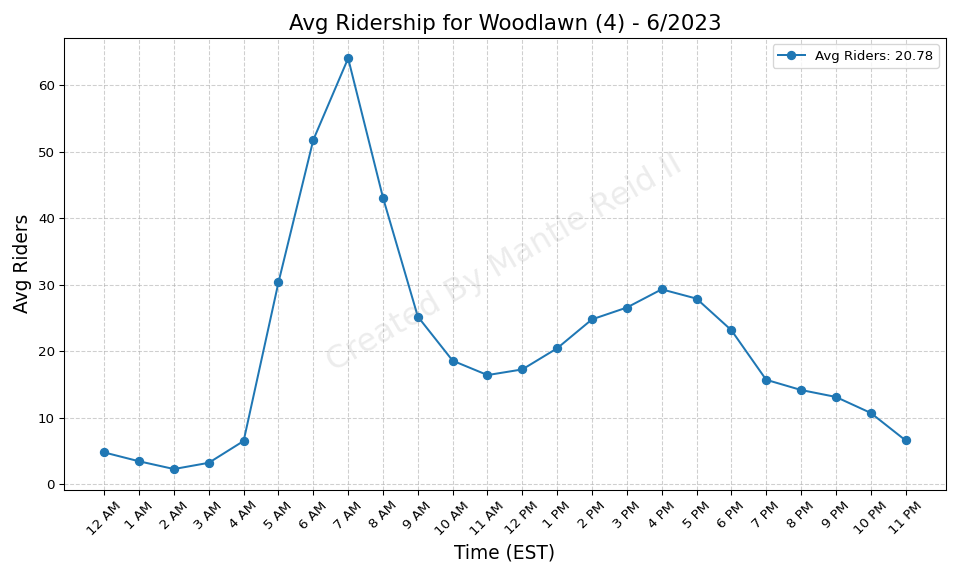 Avg Ridership for Woodlawn (4) - 6/2023
Avg Riders: 20.78
Avg Riders
60
50
40
30
20
10
0
Created By Mantle Reid II
12 AM
1 AM
2 AM
3 AM
4 AM
5 AM
6 AM
7 AM
8 AM
9 AM
10 AM
11 AM
12 PM
1 PM
2 PM
3 PM
4 PM
5 PM
6 PM
7 PM
8 PM
9 PM
10 PM
11 PM
Time (EST)